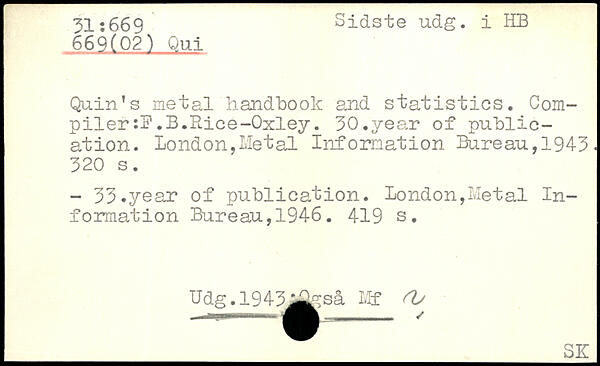 31:669
Sidste udg. i HB
669(02) Qui
Quin's metal handbook and statistics. Com-
piler:F.B.Rice-Oxley. 30.year of public-
ation. London,Metal Information Bureau,1943.
320 s.
- 33.year of publication. London,Metal In-
formation Bureau,1946. 419 s.
Udg.1943:Også Mf
SK